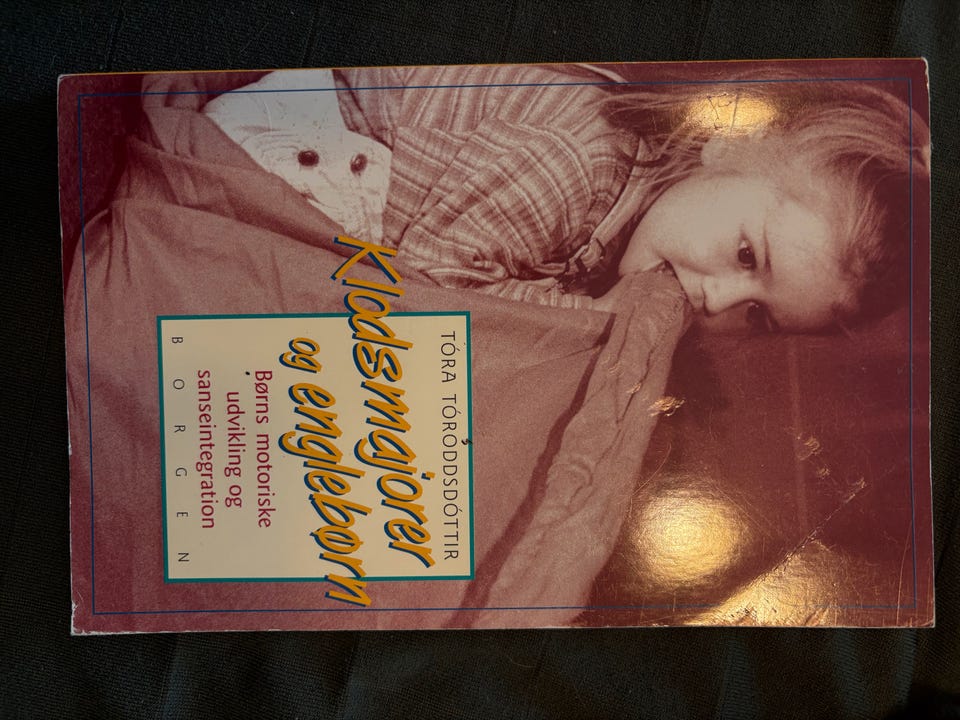 TÓRA TÓRODDSDÓTTIR
Klodsmajorer
og englebørn
Børns motoriske
udvikling og
sanseintegration
BORGEN